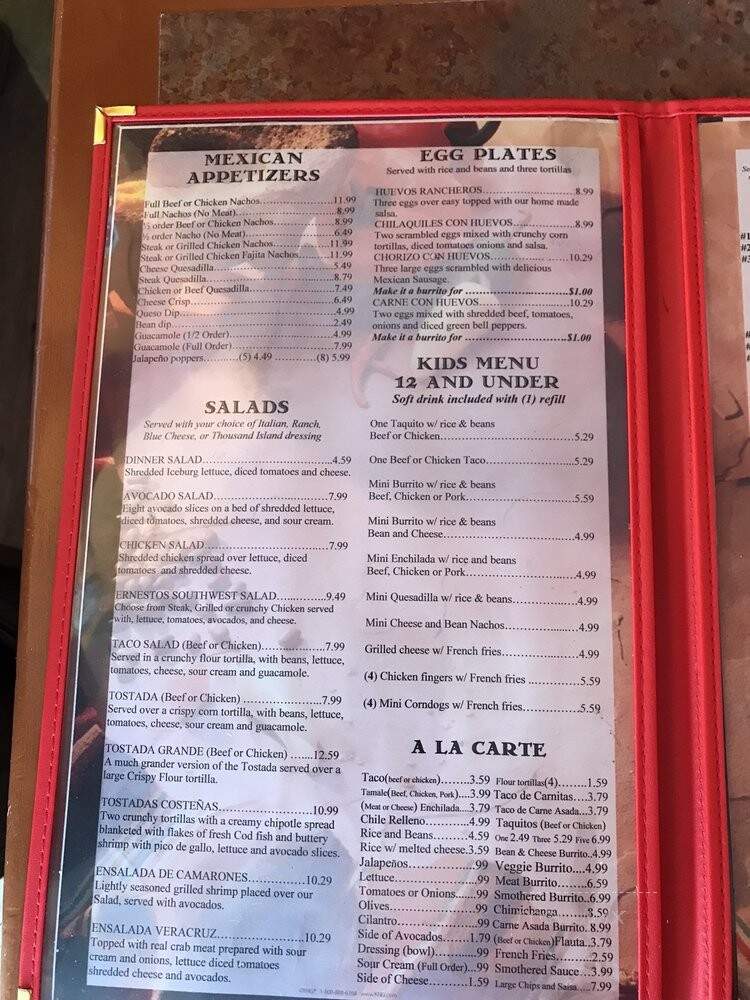 MEXICAN
APPETIZERS
Full Beef or Chicken Nachos....................11.99
Full Nachos (No Meat)..........................8.99
½ order Beef or Chicken Nachos...............8.99
½ order Nacho (No Meat)......................6.49
Steak or Grilled Chicken Nachos...............11.99
Steak or Grilled Chicken Fajita Nachos........11.99
Cheese Quesadilla.............................5.49
Steak Quesadilla..............................8.79
Chicken or Beef Quesadilla....................7.49
Cheese Crisp..................................6.49
Queso Dip.....................................4.99
Bean dip......................................2.49
Guacamole (1/2 Order).........................4.99
Guacamole (Full Order)........................7.99
Jalapeño poppers.........(5) 4.49 ...........(8) 5.99
SALADS
Served with your choice of Italian, Ranch,
Blue Cheese, or Thousand Island dressing
DINNER SALAD..................................4.59
Shredded Iceburg lettuce, diced tomatoes and cheese.
AVOCADO SALAD.................................7.99
Eight avocado slices on a bed of shredded lettuce,
diced tomatoes, shredded cheese, and sour cream.
CHICKEN SALAD.................................7.99
Shredded chicken spread over lettuce, diced
tomatoes and shredded cheese.
ERNESTOS SOUTHWEST SALAD..............9.49
Choose from Steak, Grilled or crunchy Chicken served
with, lettuce, tomatoes, avocados, and cheese.
TACO SALAD (Beef or Chicken)..................7.99
Served in a crunchy flour tortilla, with beans, lettuce,
tomatoes, cheese, sour cream and guacamole.
TOSTADA (Beef or Chicken) ....................7.99
Served over a crispy corn tortilla, with beans, lettuce,
tomatoes, cheese, sour cream and guacamole.
TOSTADA GRANDE (Beef or Chicken) ......12.59
A much grander version of the Tostada served over a
large Crispy Flour tortilla.
TOSTADAS COSTEÑAS........................10.99
Two crunchy tortillas with a creamy chipotle spread
blanketed with flakes of fresh Cod fish and buttery
shrimp with pico de gallo, lettuce and avocado slices.
ENSALADA DE CAMARONES.................10.29
Lightly seasoned grilled shrimp placed over our
Salad, served with avocados.
ENSALADA VERACRUZ......................10.29
Topped with real crab meat prepared with sour
cream and onions, lettuce diced tomatoes
shredded cheese and avocados.
EGG PLATES
Served with rice and beans and three tortillas
HUEVOS RANCHEROS.........................8.99
Three eggs over easy topped with our home made
salsa.
CHILAQUILES CON HUEVOS..................8.99
Two scrambled eggs mixed with crunchy corn
tortillas, diced tomatoes onions and salsa.
CHORIZO CON HUEVOS.....................10.29
Three large eggs scrambled with delicious
Mexican Sausage.
Make it a burrito for ..........................$1.00
CARNE CON HUEVOS.........................10.29
Two eggs mixed with shredded beef, tomatoes,
onions and diced green bell peppers.
Make it a burrito for ..........................$1.00
KIDS MENU
12 AND UNDER
Soft drink included with (1) refill
One Taquito w/ rice & beans
Beef or Chicken...............................5.29
One Beef or Chicken Taco......................5.29
Mini Burrito w/ rice & beans
Beef, Chicken or Pork.........................5.59
Mini Burrito w/ rice & beans
Bean and Cheese...............................4.99
Mini Enchilada w/ rice and beans
Beef, Chicken or Pork.........................4.99
Mini Quesadilla w/ rice & beans...............4.99
Mini Cheese and Bean Nachos...................4.99
Grilled cheese w/ French fries................4.99
(4) Chicken fingers w/ French fries ..........5.59
(4) Mini Corndogs w/ French fries.............5.59
A LA CARTE
Taco(beef or chicken)........3.59 Flour tortillas(4)........1.59
Tamale(Beef, Chicken, Pork)....3.99 Taco de Carnitas....3.79
(Meat or Cheese) Enchilada....3.79 Taco de Carne Asada...3.79
Chile Relleno................4.99 Taquitos (Beef or Chicken)
Rice and Beans.........4.59 One 2.49 Three 5.29 Five 6.99
Rice w/ melted cheese.3.59 Bean & Cheese Burrito..4.99
Jalapeños....................99 Veggie Burrito....4.99
Lettuce......................99 Meat Burrito.......6.59
Tomatoes or Onions.......99 Smothered Burrito..6.99
Olives.......................99 Chimichanga.......8.59
Cilantro.....................99 Carne Asada Burrito. 8.99
Side of Avocados.....1.79 (Beef or Chicken)Flauta..3.79
Dressing (bowl)..........99 French Fries........2.59
Sour Cream (Full Order)..99 Smothered Sauce...3.99
Side of Cheese........1.59 Large Chips and Salsa....7.99